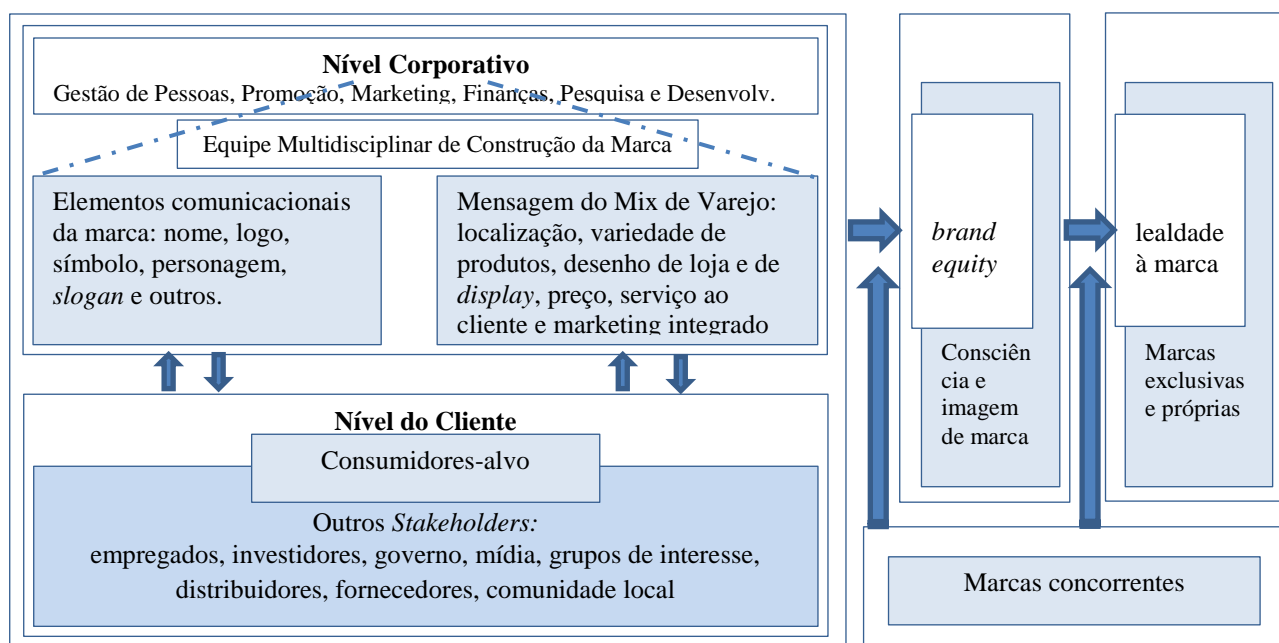 Nível Corporativo
Gestão de Pessoas, Promoção, Marketing, Finanças, Pesquisa e Desenvolv.
Equipe Multidisciplinar de Construção da Marca
Elementos comunicacionais
da marca: nome, logo,
símbolo, personagem,
slogan e outros.
Mensagem do Mix de Varejo:
localização, variedade de
produtos, desenho de loja e de
display, preço, serviço ao
cliente e marketing integrado
Nível do Cliente
Consumidores-alvo
Outros Stakeholders:
empregados, investidores, governo, mídia, grupos de interesse,
distribuidores, fornecedores, comunidade local
brand
equity
Consciên
cia e
imagem
de marca
lealdade
à marca
Marcas
exclusivas
e próprias
Marcas concorrentes